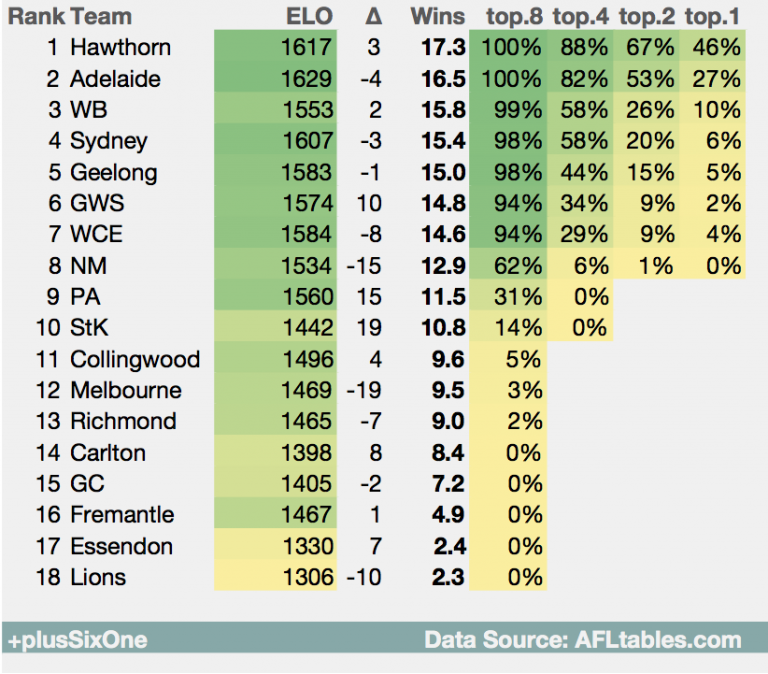 Rank Team ELO Δ Wins top.8 top.4 top.2 top.1
1 Hawthorn 1617 3 17.3 100% 88% 67% 46%
2 Adelaide 1629 -4 16.5 100% 82% 53% 27%
3 WB 1553 2 15.8 99% 58% 26% 10%
4 Sydney 1607 -3 15.4 98% 58% 20% 6%
5 Geelong 1583 -1 15.0 98% 44% 15% 5%
6 GWS 1574 10 14.8 94% 34% 9% 2%
7 WCE 1584 -8 14.6 94% 29% 9% 4%
8 NM 1534 -15 12.9 62% 6% 1% 0%
9 PA 1560 15 11.5 31% 0%
10 StK 1442 19 10.8 14% 0%
11 Collingwood 1496 4 9.6 5%
12 Melbourne 1469 -19 9.5 3%
13 Richmond 1465 -7 9.0 2%
14 Carlton 1398 8 8.4 0%
15 GC 1405 -2 7.2 0%
16 Fremantle 1467 1 4.9 0%
17 Essendon 1330 7 2.4 0%
18 Lions 1306 -10 2.3 0%
+plusSixOne Data Source: AFLtables.com